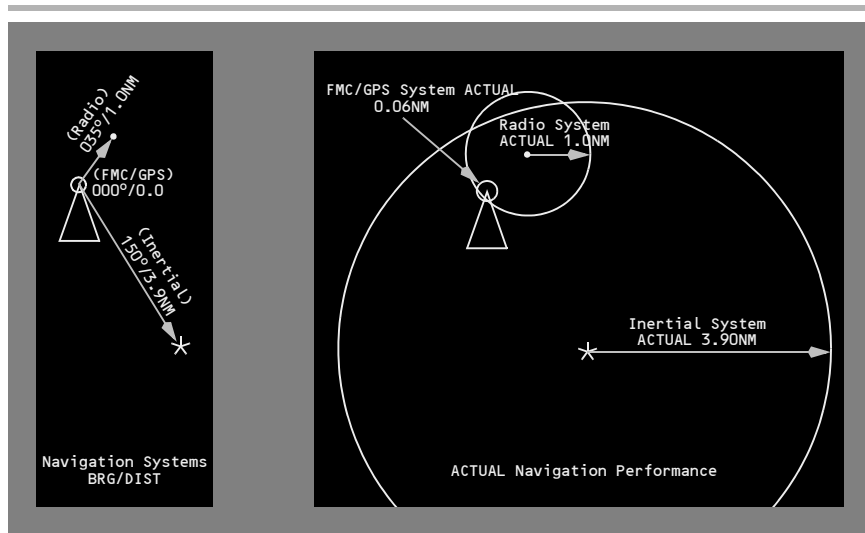 (Radio)
035°/1.0NM
(FMC/GPS)
000°/0.0
(Inertial)
150°/3.9NM
Navigation Systems
BRG/DIST
FMC/GPS System ACTUAL
0.06NM
Radio System
ACTUAL 1.0NM
Inertial System
ACTUAL 3.90NM
ACTUAL Navigation Performance